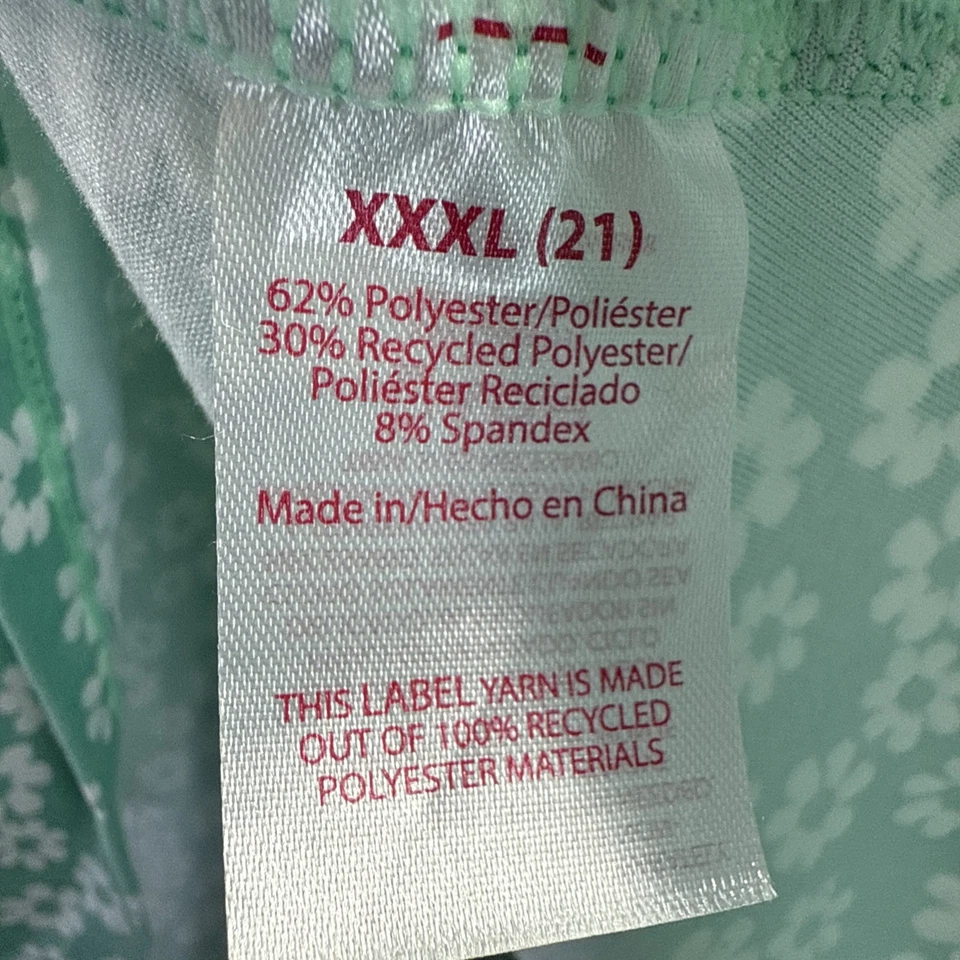 XXXL (21)
62% Polyester/Poliéster
30% Recycled Polyester/
Poliéster Reciclado
8% Spandex
Made in/Hecho en China
THIS LABEL YARN IS MADE
OUT OF 100% RECYCLED
POLYESTER MATERIALS